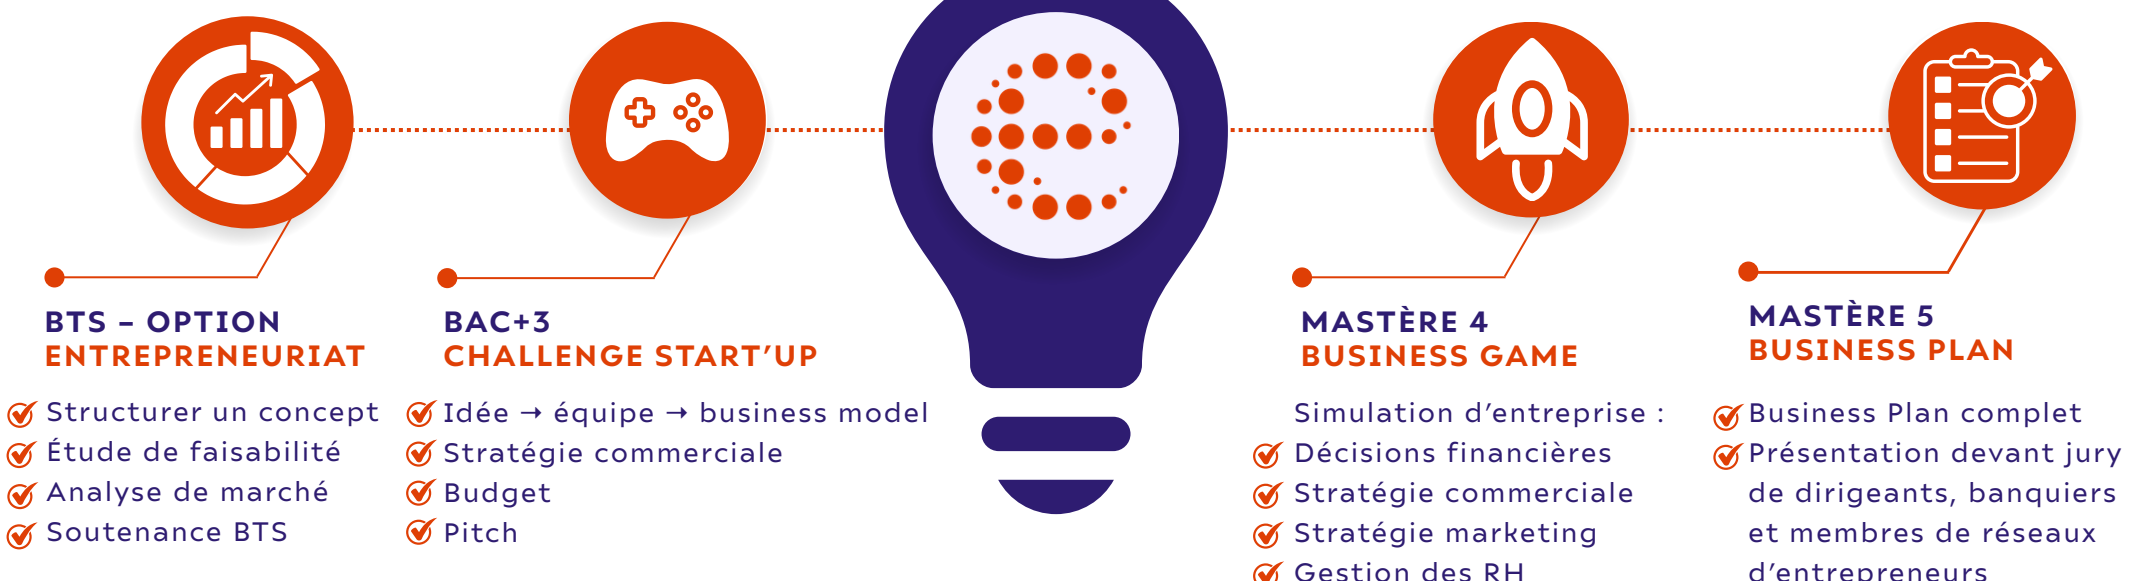 BTS – OPTION
ENTREPRENEURIAT
Structurer un concept
Étude de faisabilité
Analyse de marché
Soutenance BTS
BAC+3
CHALLENGE START’UP
Idée → équipe → business model
Stratégie commerciale
Budget
Pitch
e
MASTÈRE 4
BUSINESS GAME
Simulation d’entreprise :
Décisions financières
Stratégie commerciale
Stratégie marketing
Gestion des RH
MASTÈRE 5
BUSINESS PLAN
Business Plan complet
Présentation devant jury
de dirigeants, banquiers
et membres de réseaux
d’entrepreneurs